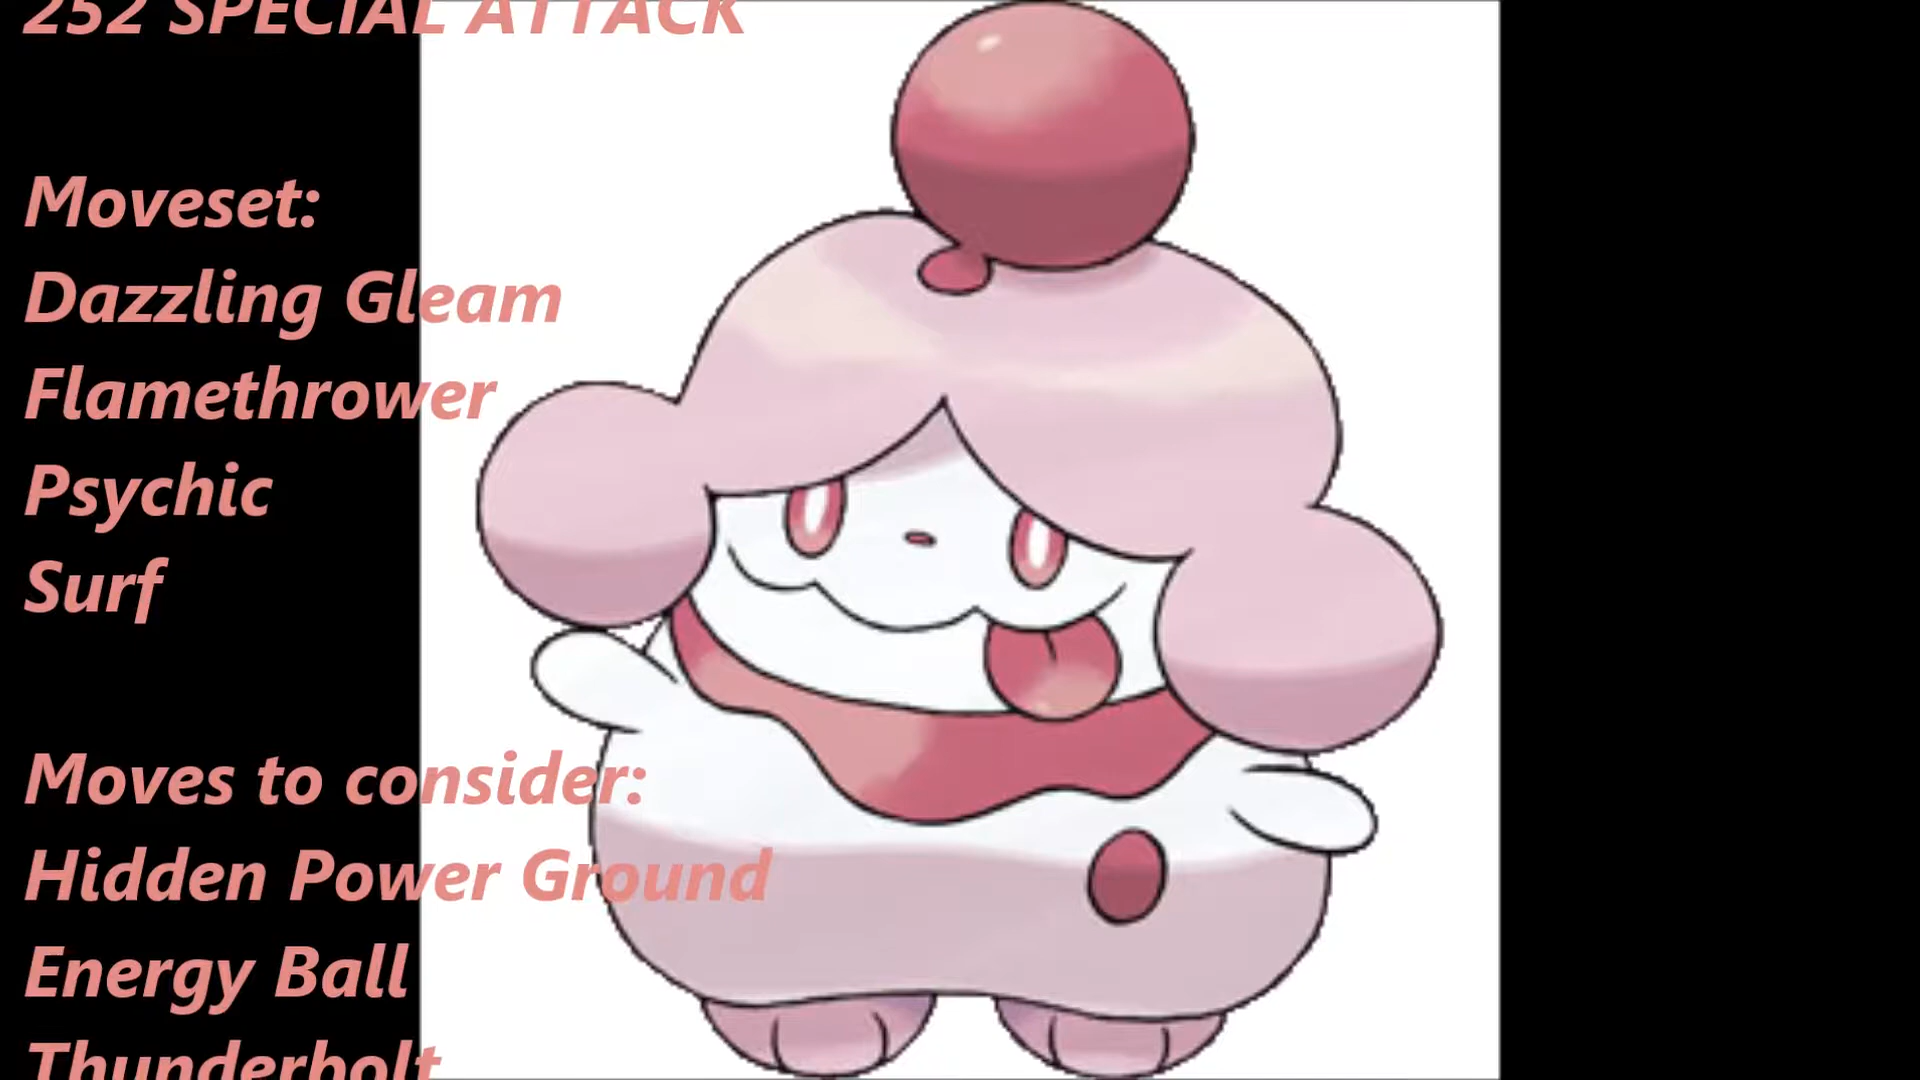 252 SPECIAL ATTACK
Moveset:
Dazzling Gleam
Flamethrower
Psychic
Surf
Moves to consider:
Hidden Power Ground
Energy Ball
Thunderbolt